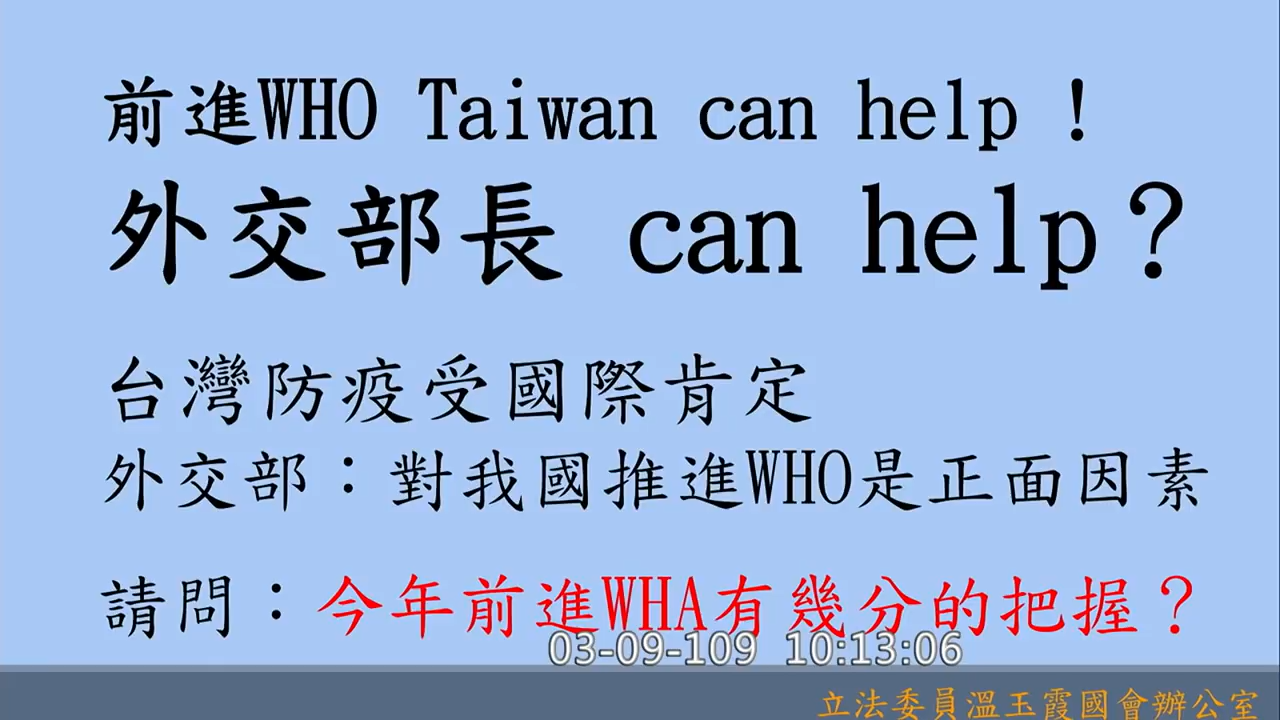 前進WHO Taiwan can help！
外交部長 can help？
台灣防疫受國際肯定
外交部：對我國推進WHO是正面因素
請問：今年前進WHA有幾分的把握？
03-09-109 10:13:06
立法委員溫玉霞國會辦公室